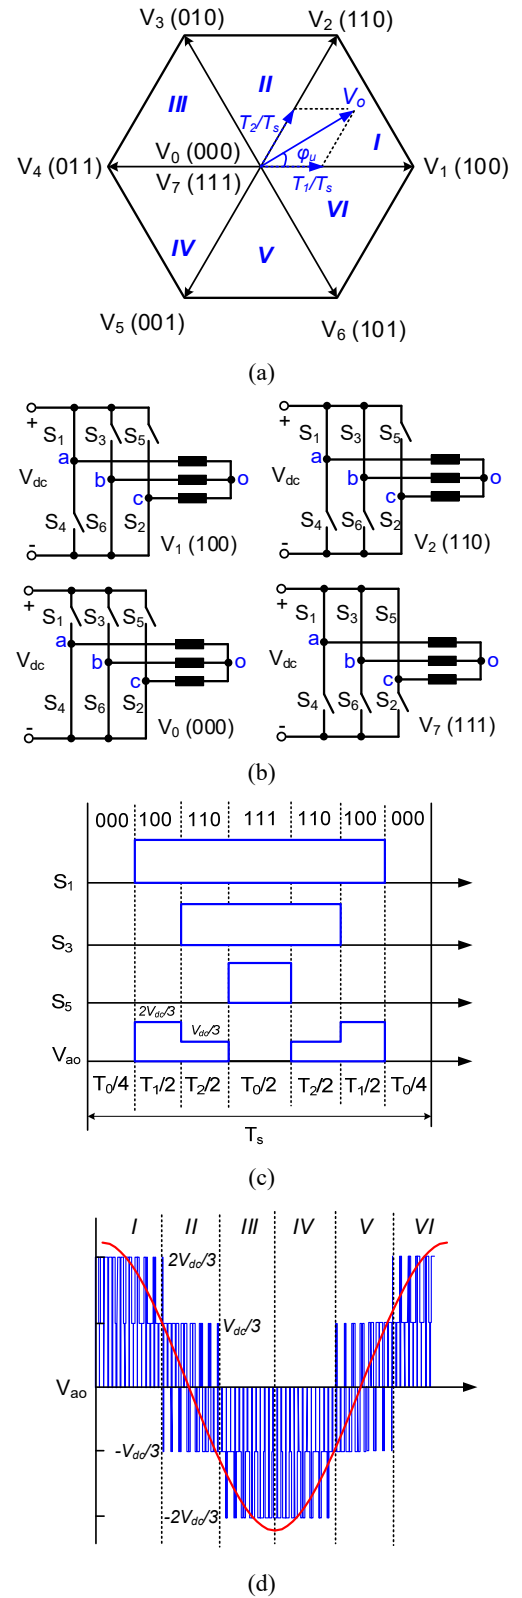 V3 (010) V2 (110)
III II Vo
T2/Ts I
V4 (011) V0 (000) φu V1 (100)
V7 (111) T1/Ts
VI
IV V
V5 (001) V6 (101)
(a)
+ S1 S3 S5
a
Vdc b o
c
S4 S6 S2
- V1 (100)
+ S1 S3 S5
a
Vdc b o
c
S4 S6 S2
- V2 (110)
+ S1 S3 S5
a
Vdc b o
c
S4 S6 S2
- V0 (000)
+ S1 S3 S5
a
Vdc b o
c
S4 S6 S2
- V7 (111)
(b)
000 100 110 111 110 100 000
S1
S3
S5
2Vdc/3
Vdc/3
Vao
T0/4 T1/2 T2/2 T0/2 T2/2 T1/2 T0/4
Ts
(c)
I II III IV V VI
2Vdc/3
Vdc/3
Vao
-Vdc/3
-2Vdc/3
(d)